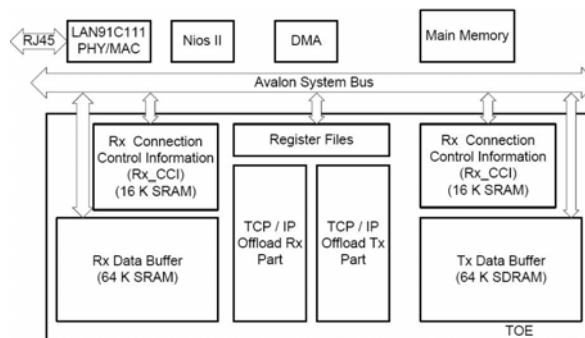 RJ45
LAN91C111
PHY/MAC
Nios II
DMA
Main Memory
Avalon System Bus
Rx Connection
Control Information
(Rx_CCI)
(16 K SRAM)
Register Files
Rx Connection
Control Information
(Rx_CCI)
(16 K SRAM)
Rx Data Buffer
(64 K SRAM)
TCP / IP
Offload Rx
Part
TCP / IP
Offload Tx
Part
Tx Data Buffer
(64 K SDRAM)
TOE